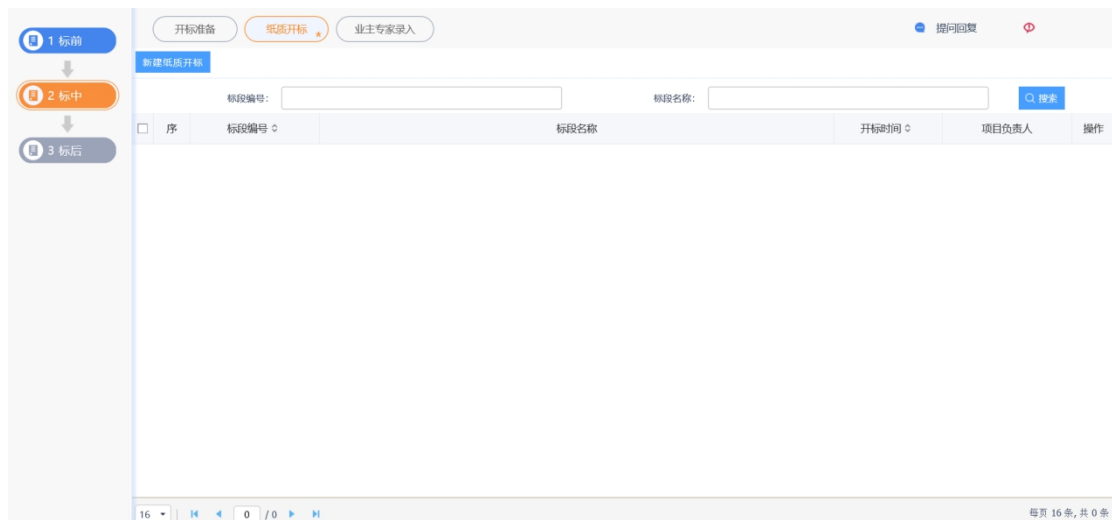 1 标前
2 标中
3 标后
开标准备 纸质开标 业主专家录入 提问回复
新建纸质开标
标段编号: 标段名称: 搜索
序 标段编号 标段名称 开标时间 项目负责人 操作
16 0 / 0 每页 16 条, 共 0 条